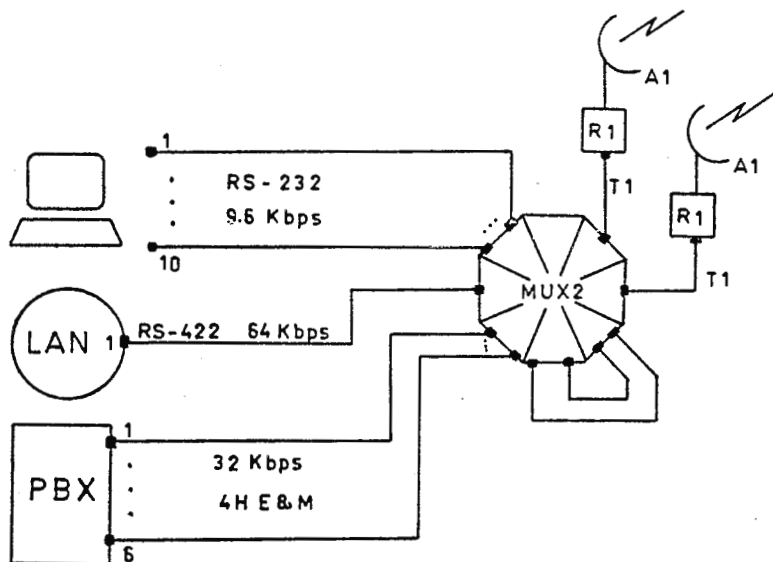 A1
R1
A1
R1
T1
T1
1
RS-232
9.6 Kbps
10
MUX2
LAN 1 RS-422 64 Kbps
1
32 Kbps
PBX
4H E&M
6